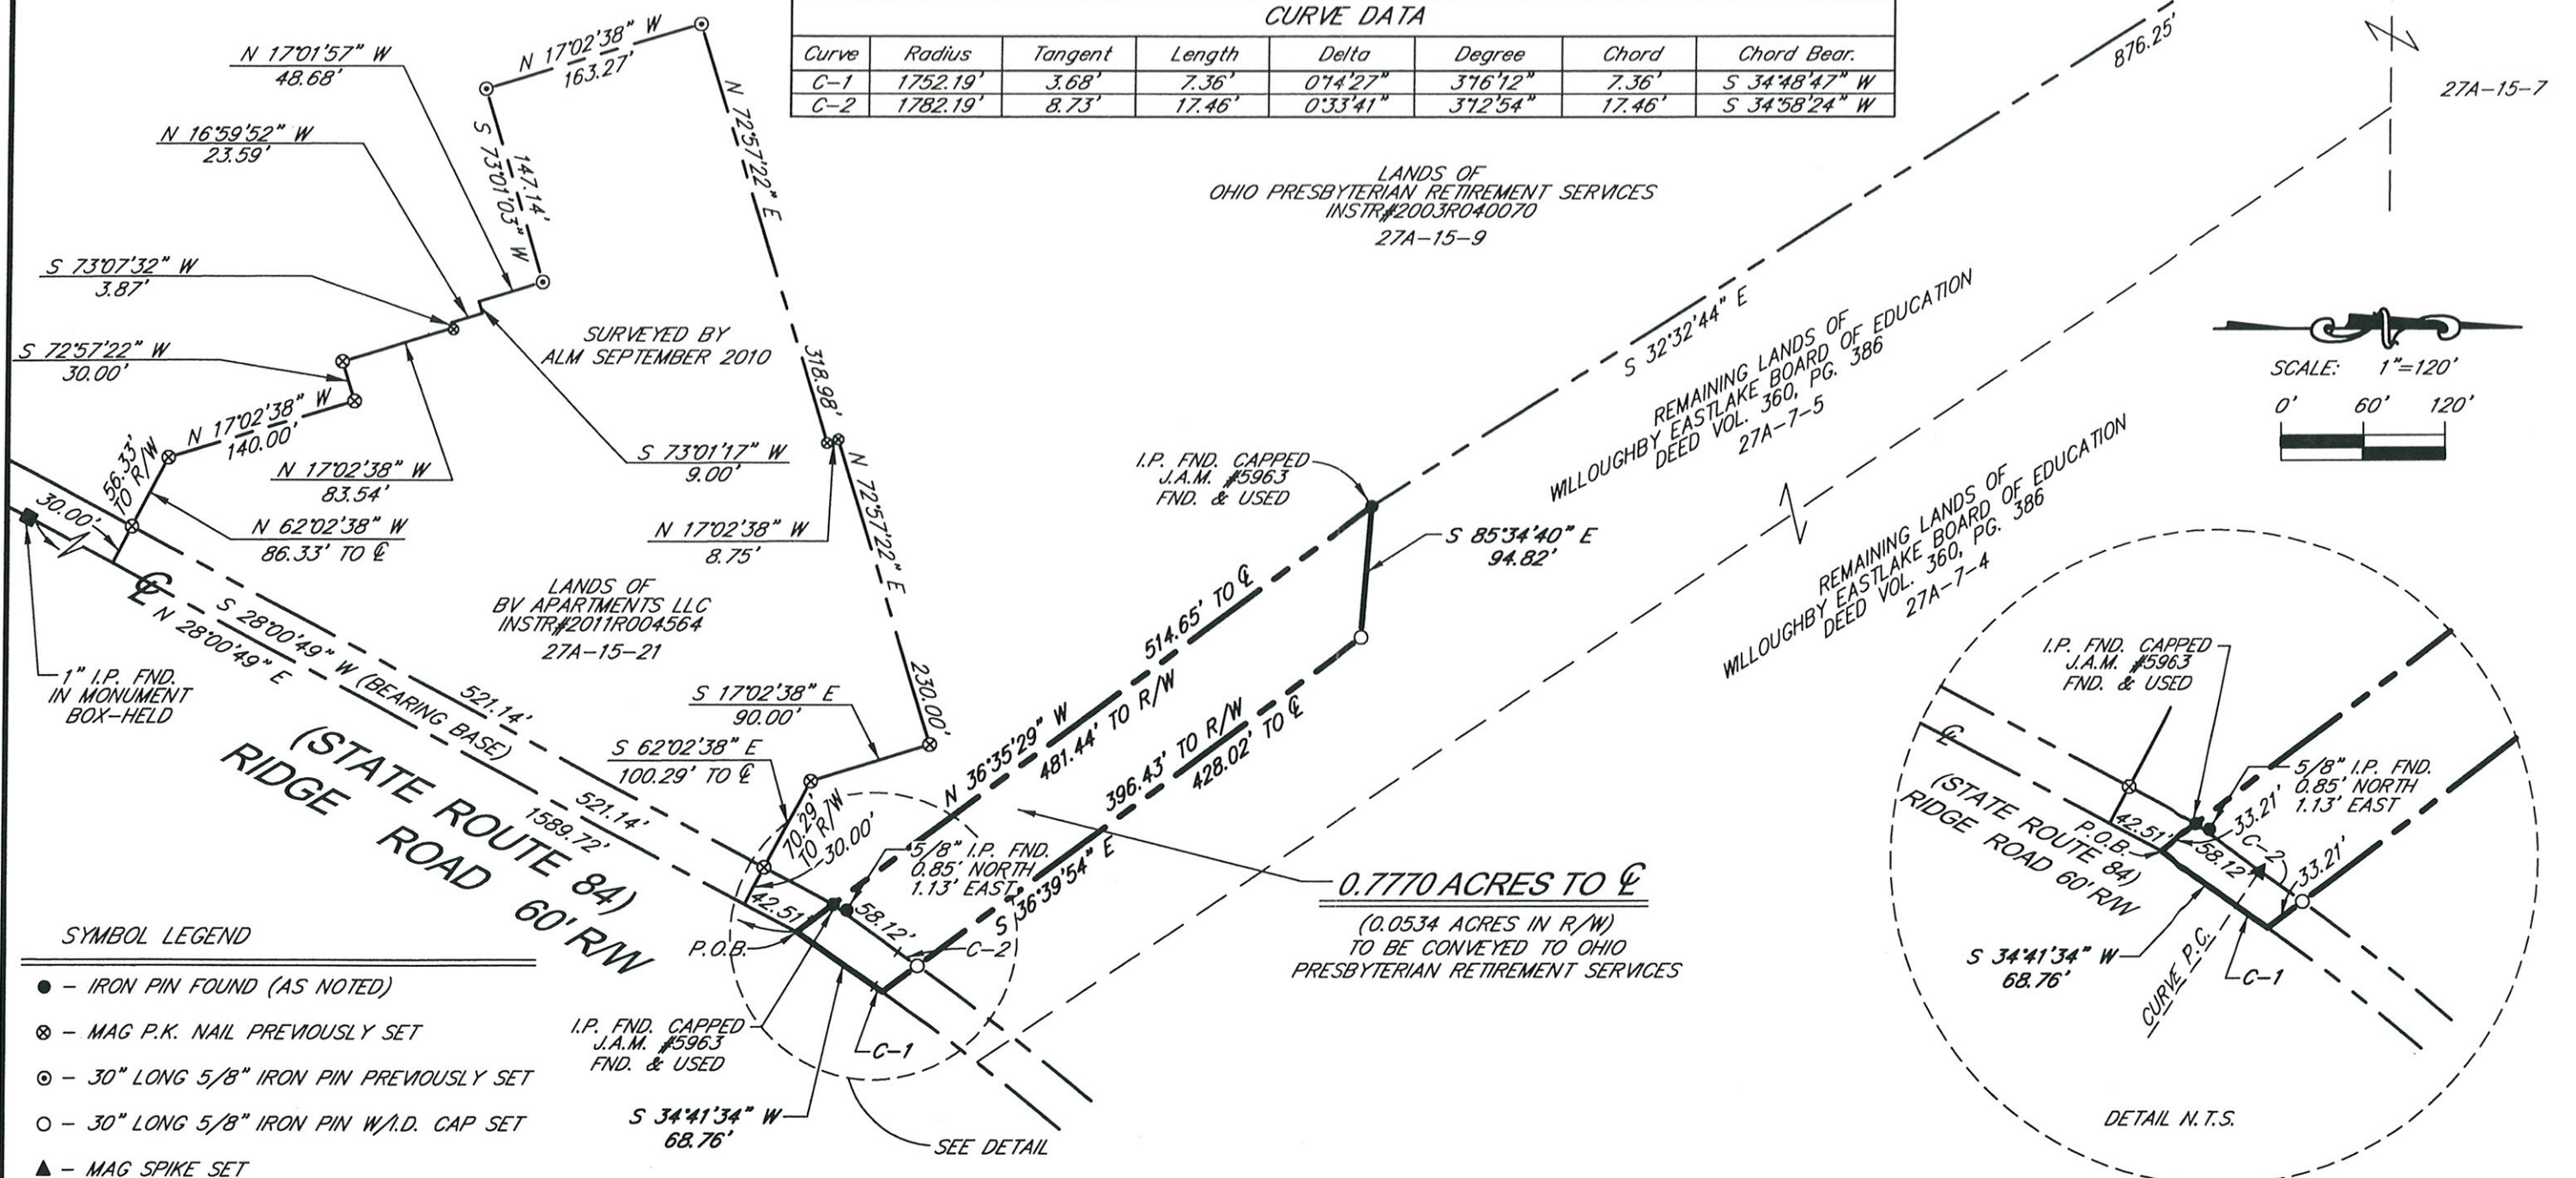 CURVE DATA
Curve Radius Tangent Length Delta Degree Chord Chord Bear.
C-1 1752.19' 3.68' 7.36' 0°14'27" 3°16'12" 7.36' S 34°48'47" W
C-2 1782.19' 8.73' 17.46' 0°33'41" 3°12'54" 17.46' S 34°58'24" W
N 17°01'57" W
48.68'
N 17°02'38" W
163.27'
N 16°59'52" W
23.59'
S 73°01'03" W
147.14'
N 72°57'22" E
318.98'
S 73°07'32" W
3.87'
S 72°57'22" W
30.00'
SURVEYED BY
ALM SEPTEMBER 2010
N 17°02'38" W
140.00'
N 17°02'38" W
83.54'
S 73°01'17" W
9.00'
56.33'
TO R/W
30.00'
N 62°02'38" W
86.33' TO ℄
N 17°02'38" W
8.75'
N 72°57'22" E
230.00'
LANDS OF
BV APARTMENTS LLC
INSTR#2011R004564
27A-15-21
1" I.P. FND.
IN MONUMENT
BOX-HELD
℄
N 28°00'49" E
S 28°00'49" W (BEARING BASE)
521.14'
521.14'
1589.72'
(STATE ROUTE 84)
RIDGE ROAD 60' R/W
S 17°02'38" E
90.00'
S 62°02'38" E
100.29' TO ℄
70.29'
TO R/W
30.00'
42.51'
P.O.B.
58.12'
5/8" I.P. FND.
0.85' NORTH
1.13' EAST
C-2
C-1
I.P. FND. CAPPED
J.A.M. #5963
FND. & USED
S 34°41'34" W
68.76'
SEE DETAIL
LANDS OF
OHIO PRESBYTERIAN RETIREMENT SERVICES
INSTR#2003R040070
27A-15-9
876.25'
27A-15-7
S 32°32'44" E
I.P. FND. CAPPED
J.A.M. #5963
FND. & USED
S 85°34'40" E
94.82'
514.65' TO ℄
N 36°35'29" W
481.44' TO R/W
396.43' TO R/W
428.02' TO ℄
S 36°39'54" E
0.7770 ACRES TO ℄
(0.0534 ACRES IN R/W)
TO BE CONVEYED TO OHIO
PRESBYTERIAN RETIREMENT SERVICES
REMAINING LANDS OF
WILLOUGHBY EASTLAKE BOARD OF EDUCATION
DEED VOL. 360, PG. 386
27A-7-5
REMAINING LANDS OF
WILLOUGHBY EASTLAKE BOARD OF EDUCATION
DEED VOL. 360, PG. 386
27A-7-4
SCALE: 1"=120'
0' 60' 120'
I.P. FND. CAPPED
J.A.M. #5963
FND. & USED
℄
(STATE ROUTE 84)
RIDGE ROAD 60' R/W
P.O.B.
42.51'
5/8" I.P. FND.
0.85' NORTH
1.13' EAST
33.21'
C-2
58.12'
33.21'
S 34°41'34" W
68.76'
CURVE P.C.
C-1
DETAIL N.T.S.
SYMBOL LEGEND
● - IRON PIN FOUND (AS NOTED)
⊗ - MAG P.K. NAIL PREVIOUSLY SET
⊙ - 30" LONG 5/8" IRON PIN PREVIOUSLY SET
○ - 30" LONG 5/8" IRON PIN W/I.D. CAP SET
▲ - MAG SPIKE SET